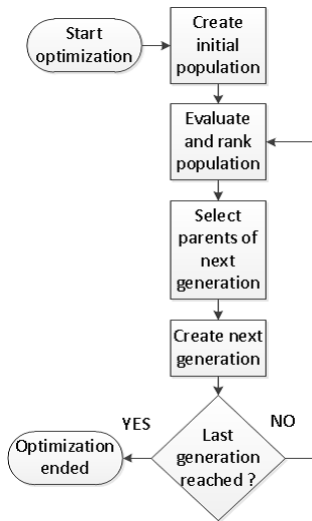 Start
optimization
Create
initial
population
Evaluate
and rank
population
Select
parents of
next
generation
Create next
generation
YES
NO
Last
generation
reached ?
Optimization
ended